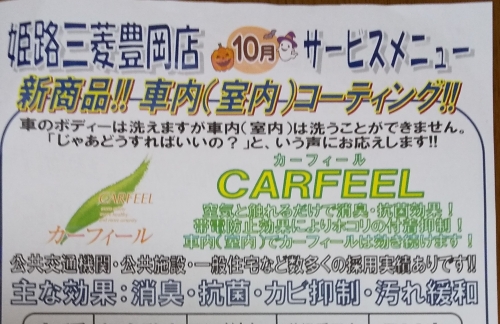 姫路三菱豊岡店 10月 サービスメニュー
新商品!! 車内(室内)コーティング!!
車のボディーは洗えますが車内(室内)は洗うことができません。
「じゃあどうすればいいの?」と、いう声にお応えします!!
カーフィール
CARFEEL
CARFEEL
カーフィール
空気と触れるだけで消臭・抗菌効果!
帯電防止効果によりホコリの付着抑制!
車内(室内)でカーフィールは効き続けます!
公共交通機関・公共施設・一般住宅など数多くの採用実績ありです!!
主な効果:消臭・抗菌・カビ抑制・汚れ緩和